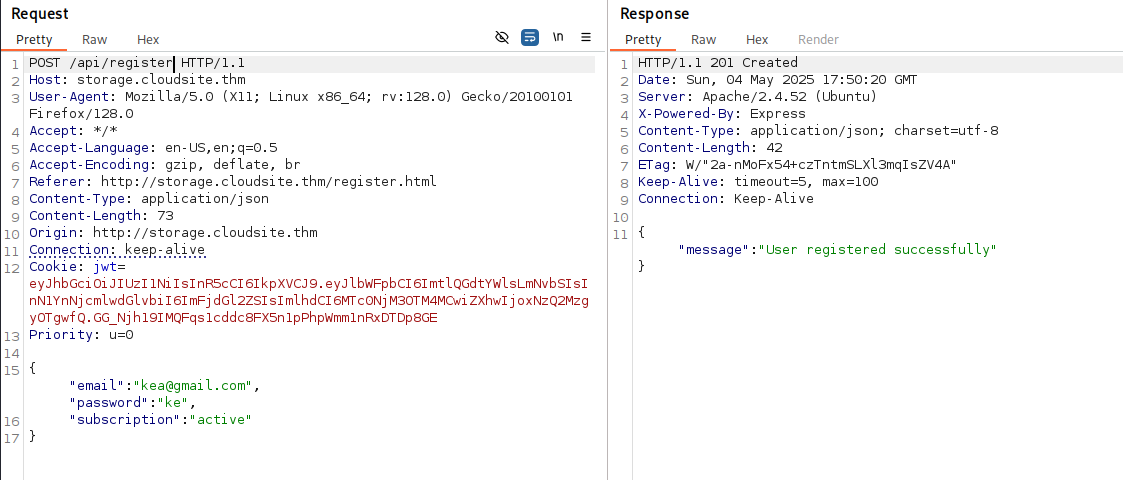 Request
Response
Pretty Raw Hex \n
Pretty Raw Hex Render
1 POST /api/register HTTP/1.1
2 Host: storage.cloudsite.thm
3 User-Agent: Mozilla/5.0 (X11; Linux x86_64; rv:128.0) Gecko/20100101
Firefox/128.0
4 Accept: */*
5 Accept-Language: en-US,en;q=0.5
6 Accept-Encoding: gzip, deflate, br
7 Referer: http://storage.cloudsite.thm/register.html
8 Content-Type: application/json
9 Content-Length: 73
10 Origin: http://storage.cloudsite.thm
11 Connection: keep-alive
12 Cookie: jwt=
eyJhbGciOiJIUzI1NiIsInR5cCI6IkpXVCJ9.eyJlbWFpbCI6ImtlQGdtYWlsLmNvbSIsI
nN1YnNjcmlwdGlvbiI6ImFjdGl2ZSIsImlhdCI6MTc0NjM3OTM4MCwiZXhwIjoxNzQ2Mzg
yOTgwfQ.GG_Njh19IMQFqs1cddc8FX5n1pPhpWmm1nRxDTDp8GE
13 Priority: u=0
14
15 {
"email":"kea@gmail.com",
"password":"ke",
16 "subscription":"active"
17 }
1 HTTP/1.1 201 Created
2 Date: Sun, 04 May 2025 17:50:20 GMT
3 Server: Apache/2.4.52 (Ubuntu)
4 X-Powered-By: Express
5 Content-Type: application/json; charset=utf-8
6 Content-Length: 42
7 ETag: W/"2a-nMoFx54+czTntmSLXl3mqIsZV4A"
8 Keep-Alive: timeout=5, max=100
9 Connection: Keep-Alive
10
11 {
"message":"User registered successfully"
}